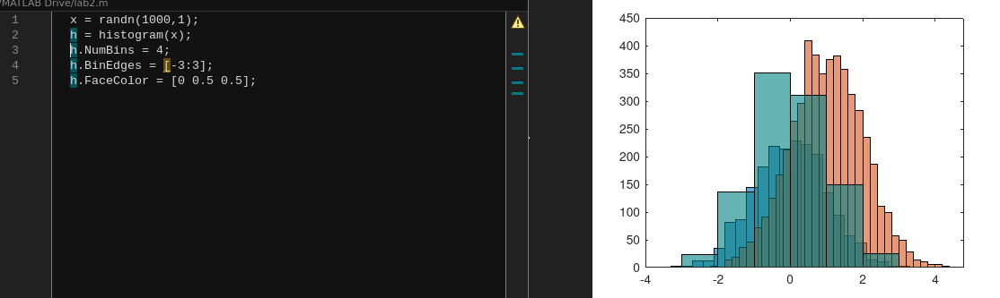 /MATLAB Drive/lab2.m
1 x = randn(1000,1);
2 h = histogram(x);
3 h.NumBins = 4;
4 h.BinEdges = [-3:3];
5 h.FaceColor = [0 0.5 0.5];
450
400
350
300
250
200
150
100
50
0
-4 -2 0 2 4